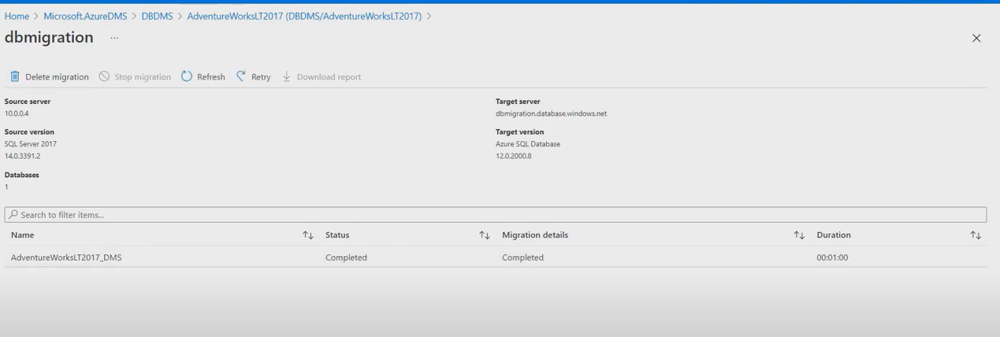 Home > Microsoft.AzureDMS > DBDMS > AdventureWorksLT2017 (DBDMS/AdventureWorksLT2017) >
dbmigration ...
Delete migration Stop migration Refresh Retry Download report
Source server Target server
10.0.0.4 dbmigration.database.windows.net
Source version Target version
SQL Server 2017 Azure SQL Database
14.0.3391.2 12.0.2000.8
Databases
1
Search to filter items...
Name Status Migration details Duration
AdventureWorksLT2017_DMS Completed Completed 00:01:00